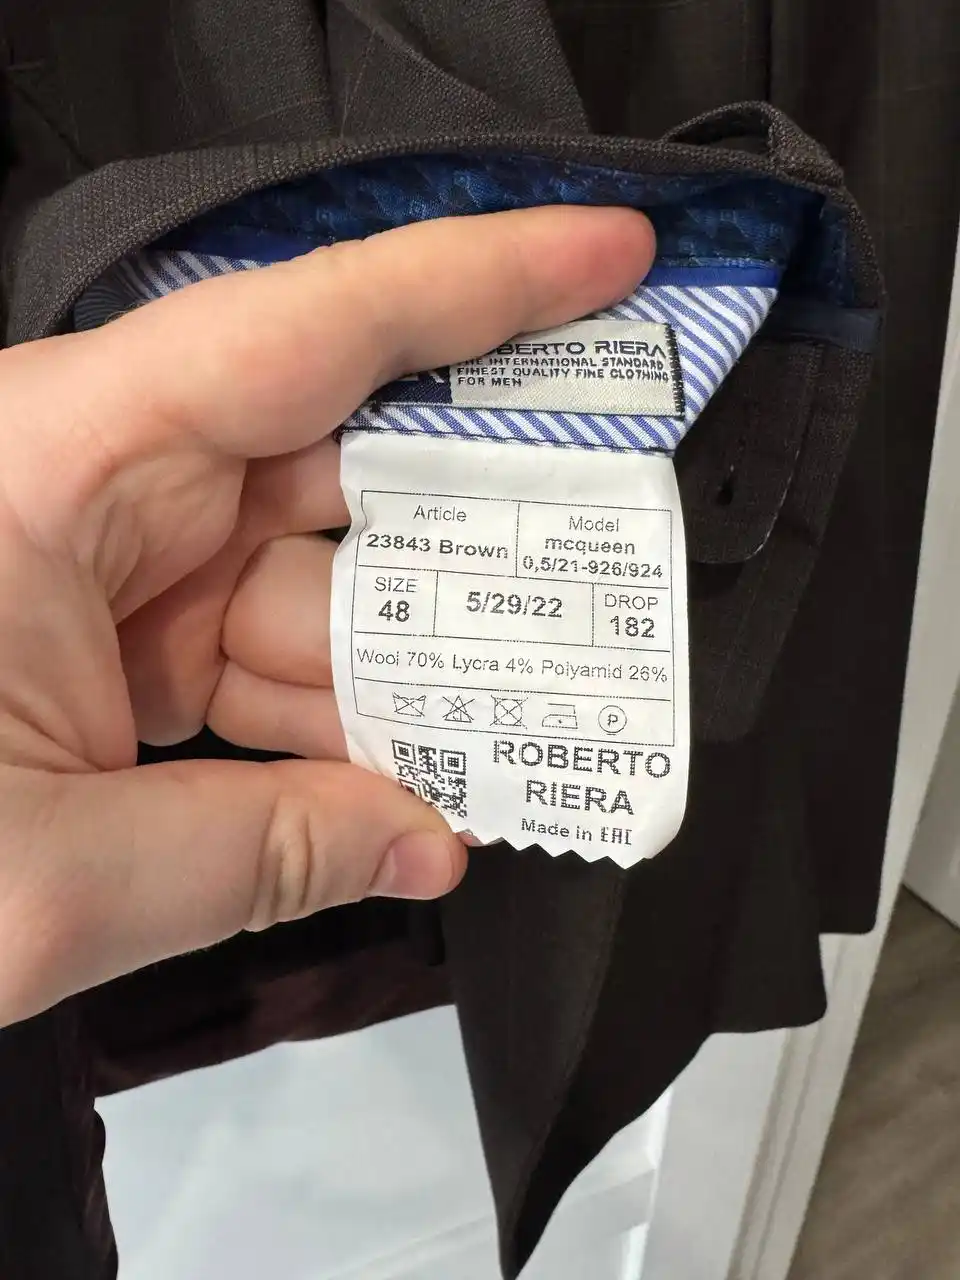 ROBERTO RIERA
THE INTERNATIONAL STANDARD
FINEST QUALITY FINE CLOTHING
FOR MEN
Article
23843 Brown
Model
mcqueen
0,5/21-926/924
SIZE
48
5/29/22
DROP
182
Wool 70% Lycra 4% Polyamid 26%
P
ROBERTO
RIERA
Made in EAC